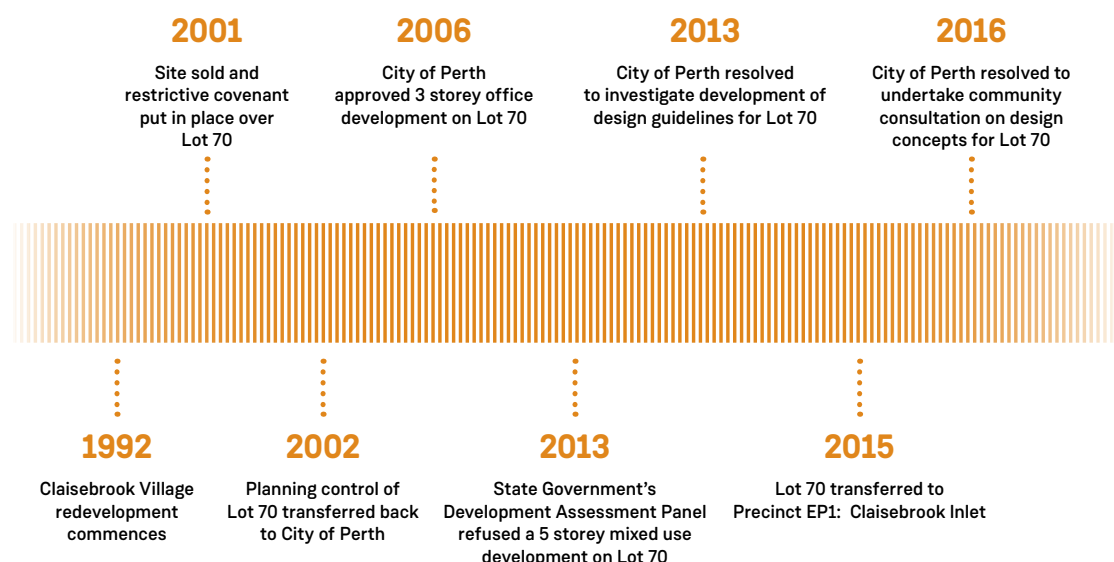 2001
Site sold and
restrictive covenant
put in place over
Lot 70
2006
City of Perth
approved 3 storey office
development on Lot 70
2013
City of Perth resolved
to investigate development of
design guidelines for Lot 70
2016
City of Perth resolved to
undertake community
consultation on design
concepts for Lot 70
1992
Claisebrook Village
redevelopment
commences
2002
Planning control of
Lot 70 transferred back
to City of Perth
2013
State Government's
Development Assessment Panel
refused a 5 storey mixed use
development on Lot 70
2015
Lot 70 transferred to
Precinct EP1: Claisebrook Inlet